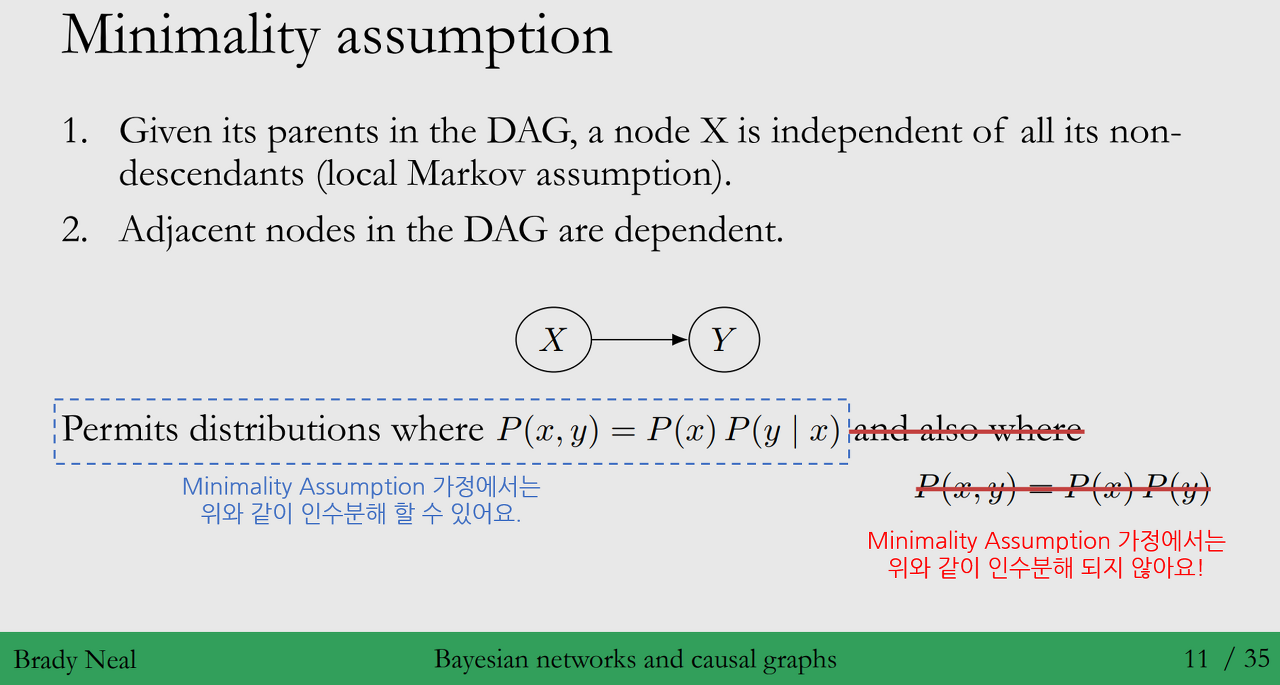 Minimality assumption
1. Given its parents in the DAG, a node X is independent of all its non-
descendants (local Markov assumption).
2. Adjacent nodes in the DAG are dependent.
X
Y
Permits distributions where P(x, y) = P(x) P(y | x) and also where
P(x, y) = P(x) P(y)
Minimality Assumption 가정에서는
위와 같이 인수분해 할 수 있어요.
Minimality Assumption 가정에서는
위와 같이 인수분해 되지 않아요!
Brady Neal
Bayesian networks and causal graphs
11 / 35